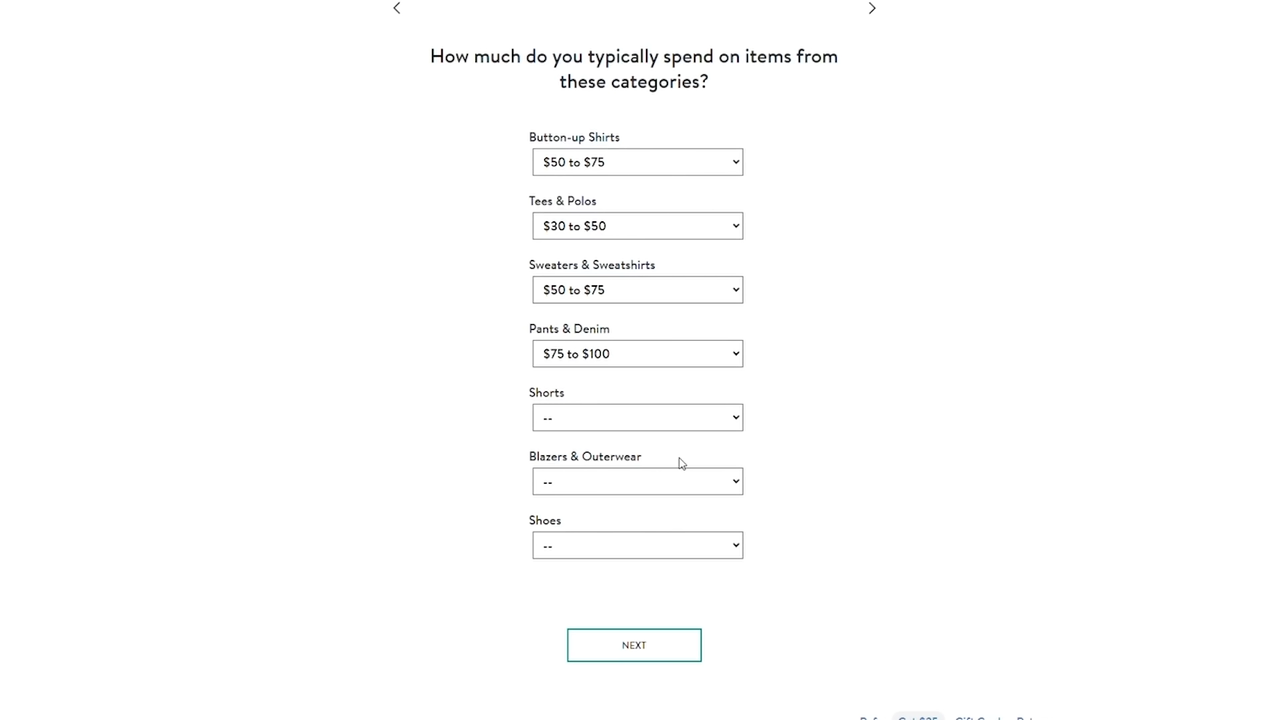 How much do you typically spend on items from
these categories?
Button-up Shirts
$50 to $75
Tees & Polos
$30 to $50
Sweaters & Sweatshirts
$50 to $75
Pants & Denim
$75 to $100
Shorts
--
Blazers & Outerwear
--
Shoes
--
NEXT